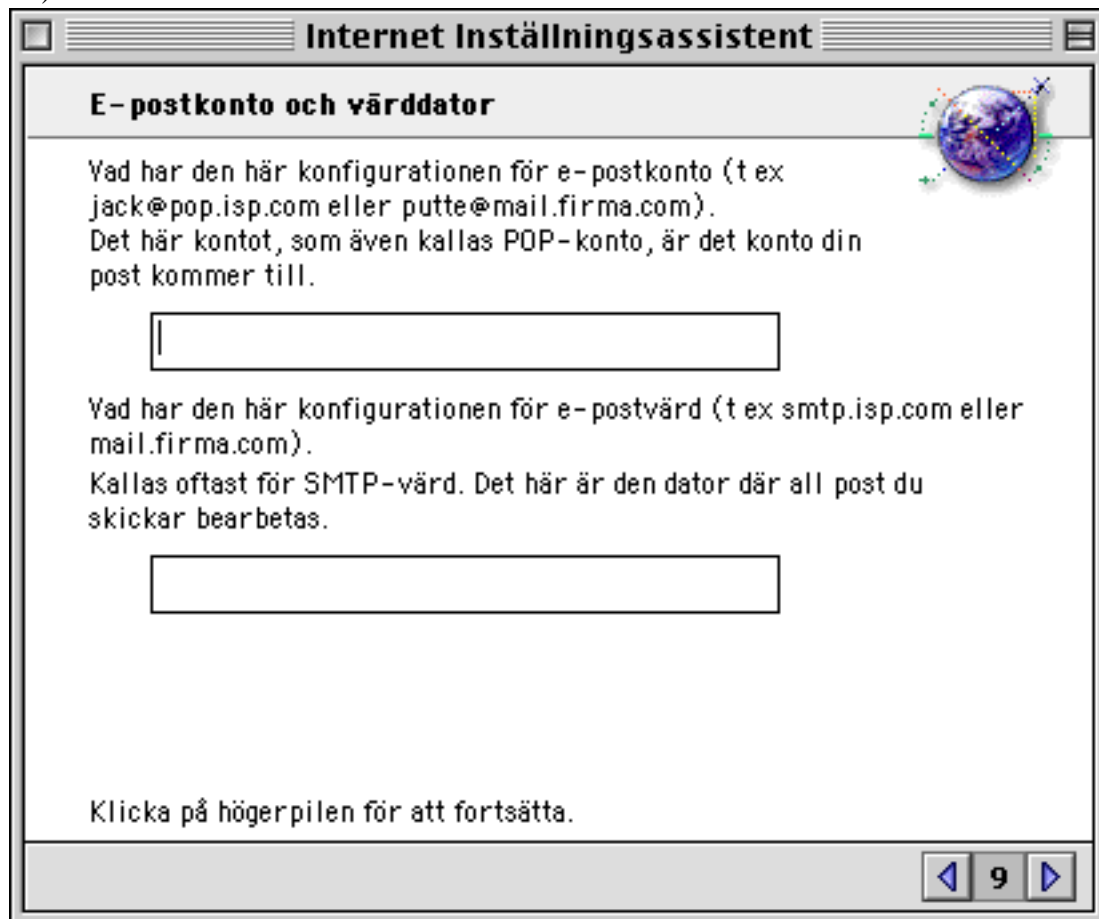 Internet Inställningsassistent
E-postkonto och värddator
Vad har den här konfigurationen för e-postkonto (t ex
jack@pop.isp.com eller putte@mail.firma.com).
Det här kontot, som även kallas POP-konto, är det konto din
post kommer till.
Vad har den här konfigurationen för e-postvärd (t ex smtp.isp.com eller
mail.firma.com).
Kallas oftast för SMTP-värd. Det här är den dator där all post du
skickar bearbetas.
Klicka på högerpilen för att fortsätta.
9